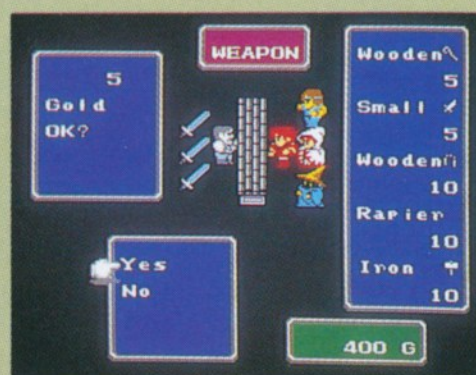 WEAPON
5
Gold
OK?
Yes
No
Wooden
5
Small
5
Wooden
10
Rapier
10
Iron
10
400 G